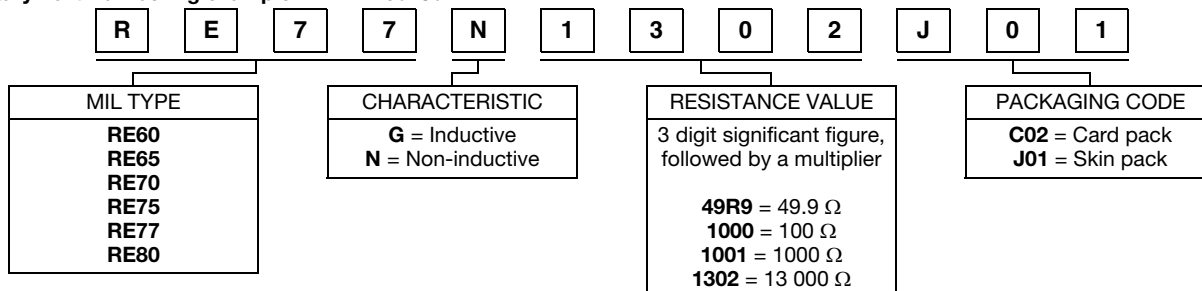 R E 7 7 N 1 3 0 2 J 0 1
MIL TYPE
RE60
RE65
RE70
RE75
RE77
RE80
CHARACTERISTIC
G = Inductive
N = Non-inductive
RESISTANCE VALUE
3 digit significant figure,
followed by a multiplier
49R9 = 49.9 Ω
1000 = 100 Ω
1001 = 1000 Ω
1302 = 13 000 Ω
PACKAGING CODE
C02 = Card pack
J01 = Skin pack